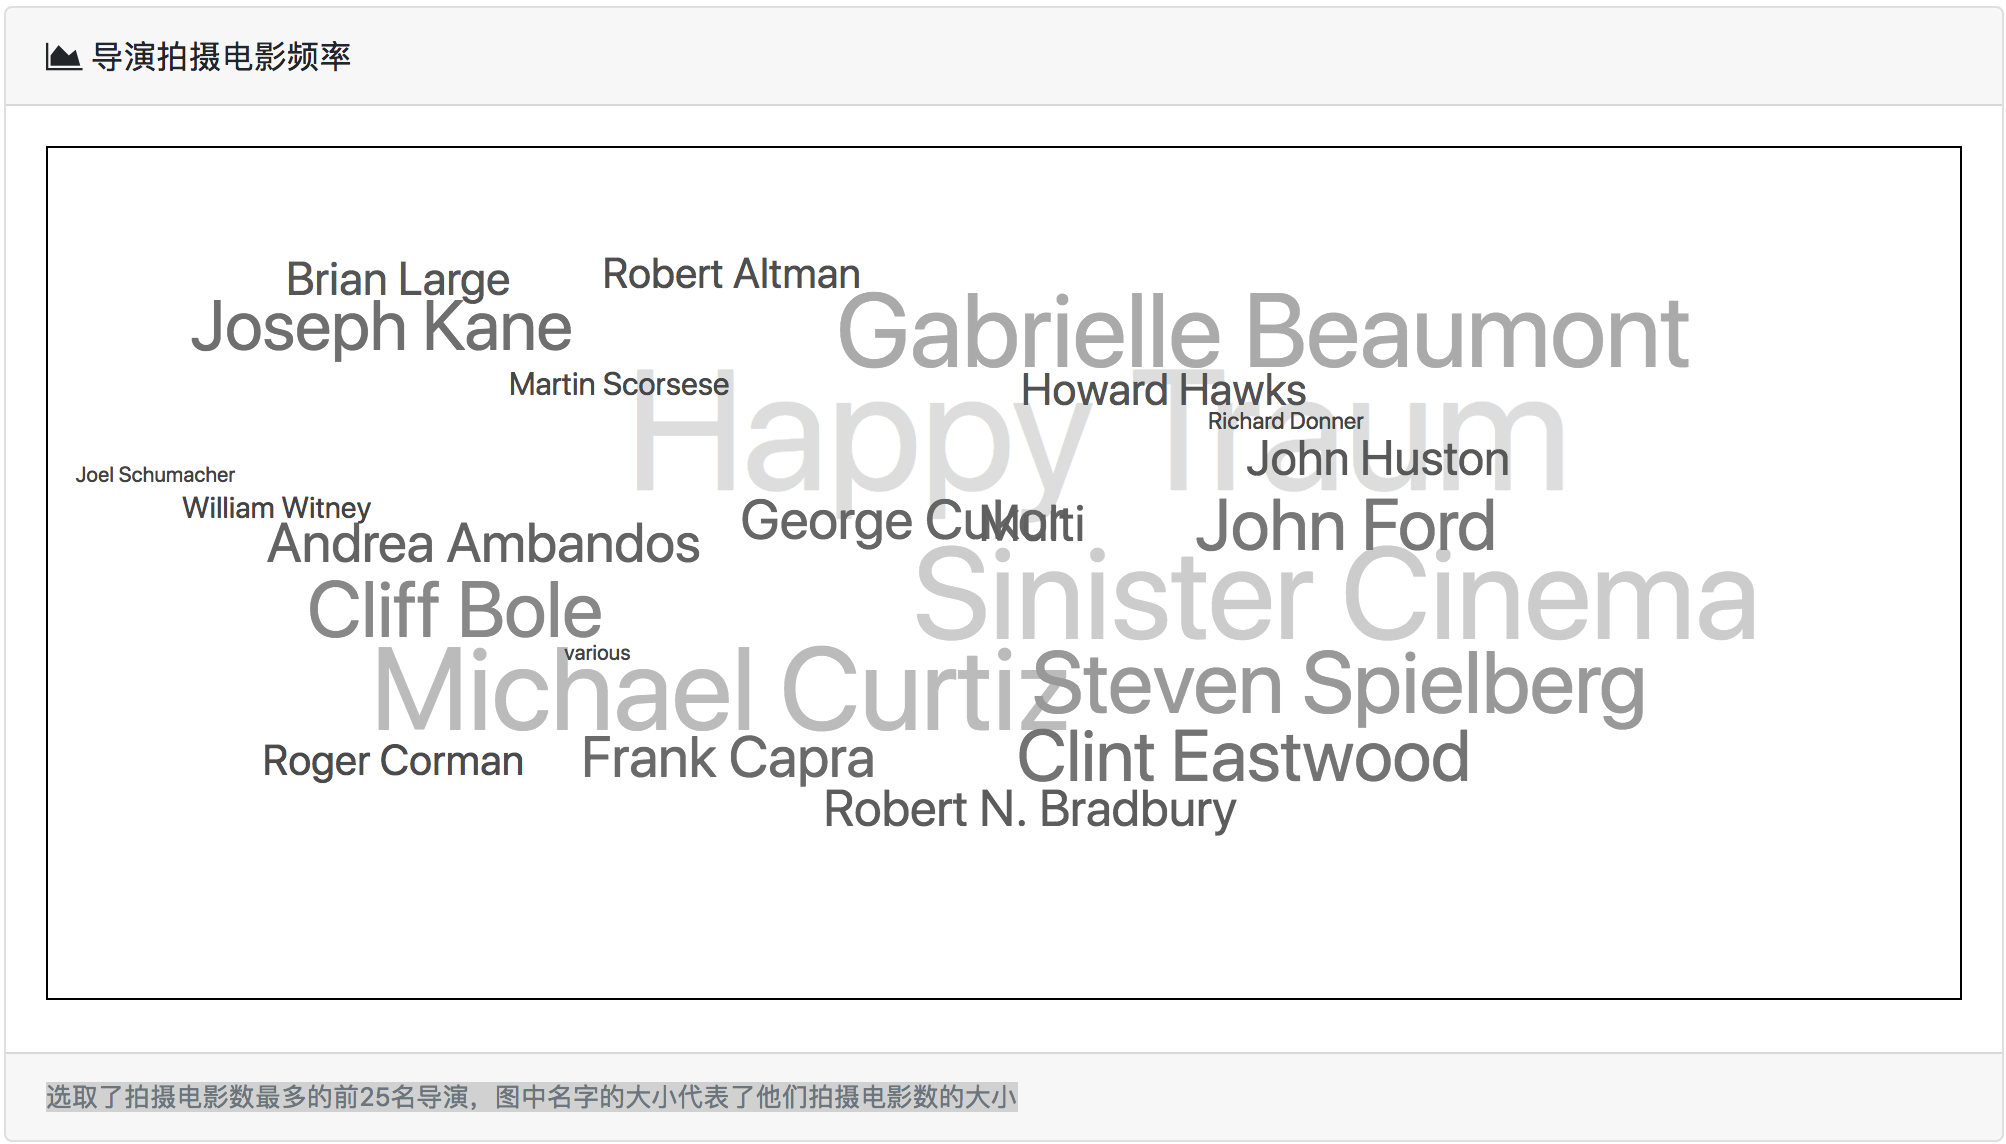 导演拍摄电影频率
Brian Large
Robert Altman
Joseph Kane
Gabrielle Beaumont
Martin Scorsese
Howard Hawks
Happy Traum
Richard Donner
John Huston
Joel Schumacher
William Witney
George Cukor
Multi
John Ford
Andrea Ambandos
Cliff Bole
Sinister Cinema
various
Michael Curtiz
Steven Spielberg
Roger Corman
Frank Capra
Clint Eastwood
Robert N. Bradbury
选取了拍摄电影数最多的前25名导演，图中名字的大小代表了他们拍摄电影数的大小